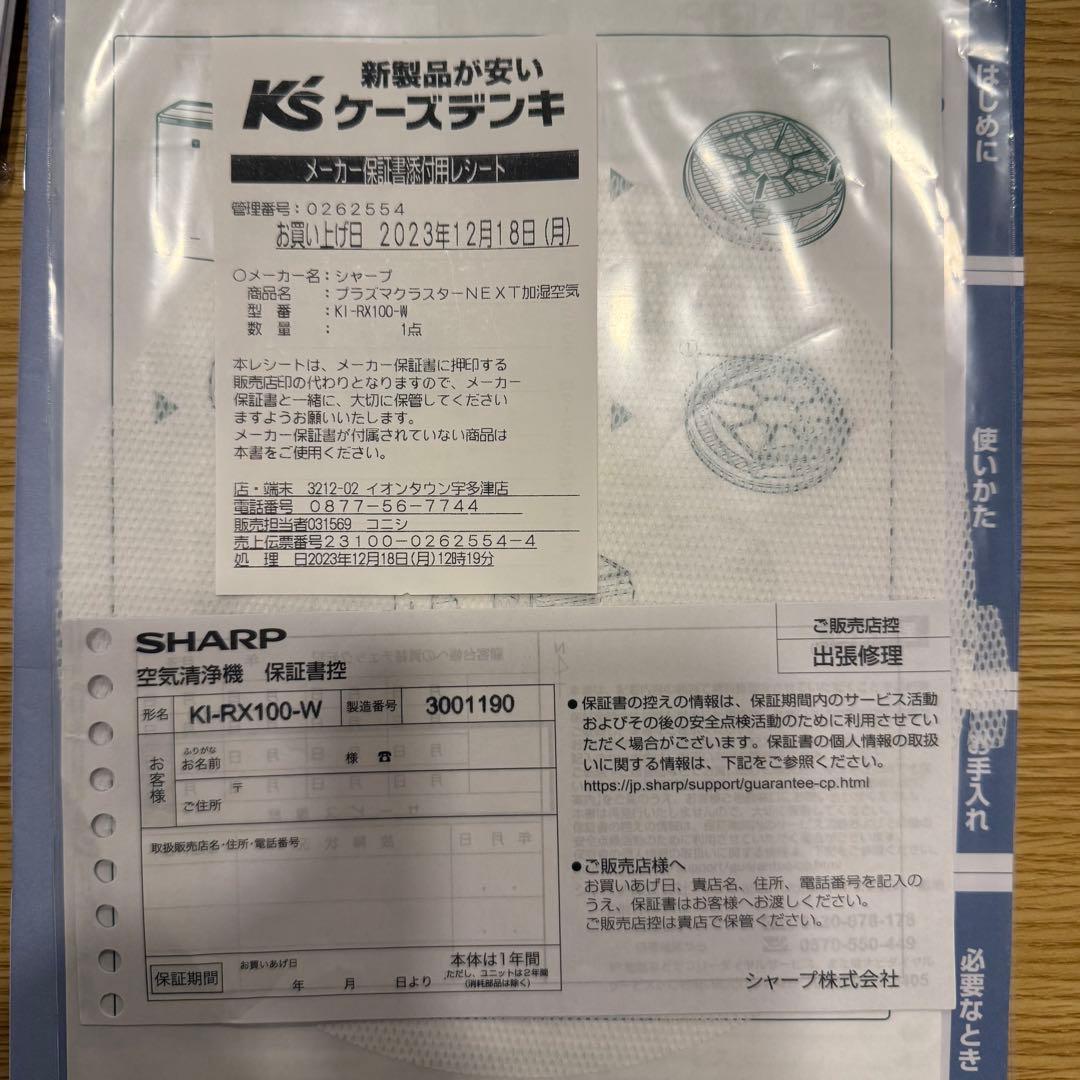 新製品が安い
K'S ケーズデンキ
メーカー保証書添付用レシート
管理番号:0262554
お買い上げ日 2023年12月18日(月)
○メーカー名:シャープ
商品名 :プラズマクラスターNEXT加湿空気
型番 :KI-RX100-W
数量 : 1点
本レシートは、メーカー保証書に押印する
販売店印の代わりとなりますので、メーカー
保証書と一緒に、大切に保管してください
ますようお願いいたします。
メーカー保証書が付属されていない商品は
本書をご使用ください。
店・端末 3212-02 イオンタウン宇多津店
電話番号 0877-56-7744
販売担当者031569 コニシ
売上伝票番号23100-0262554-4
処理日2023年12月18日(月)12時19分
SHARP
空気清浄機 保証書控
ご販売店控
出張修理
形名 KI-RX100-W 製造番号 3001190
お客様
ふりがな
お名前 様 ☎
〒
ご住所
取扱販売店名・住所・電話番号
保証期間
お買いあげ日
年 月 日より
本体は1年間
ただし、ユニットは2年間
(消耗部品は除く)
●保証書の控えの情報は、保証期間内のサービス活動
およびその後の安全点検活動のために利用させてい
ただく場合がございます。保証書の個人情報の取扱
いに関する情報は、下記をご参照ください。
https://jp.sharp/support/guarantee-cp.html
●ご販売店様へ
お買いあげ日、貴店名、住所、電話番号を記入の
うえ、保証書はお客様へお渡しください。
ご販売店控は貴店で保管ください。
シャープ株式会社
はじめに
使いかた
お手入れ
必要なとき